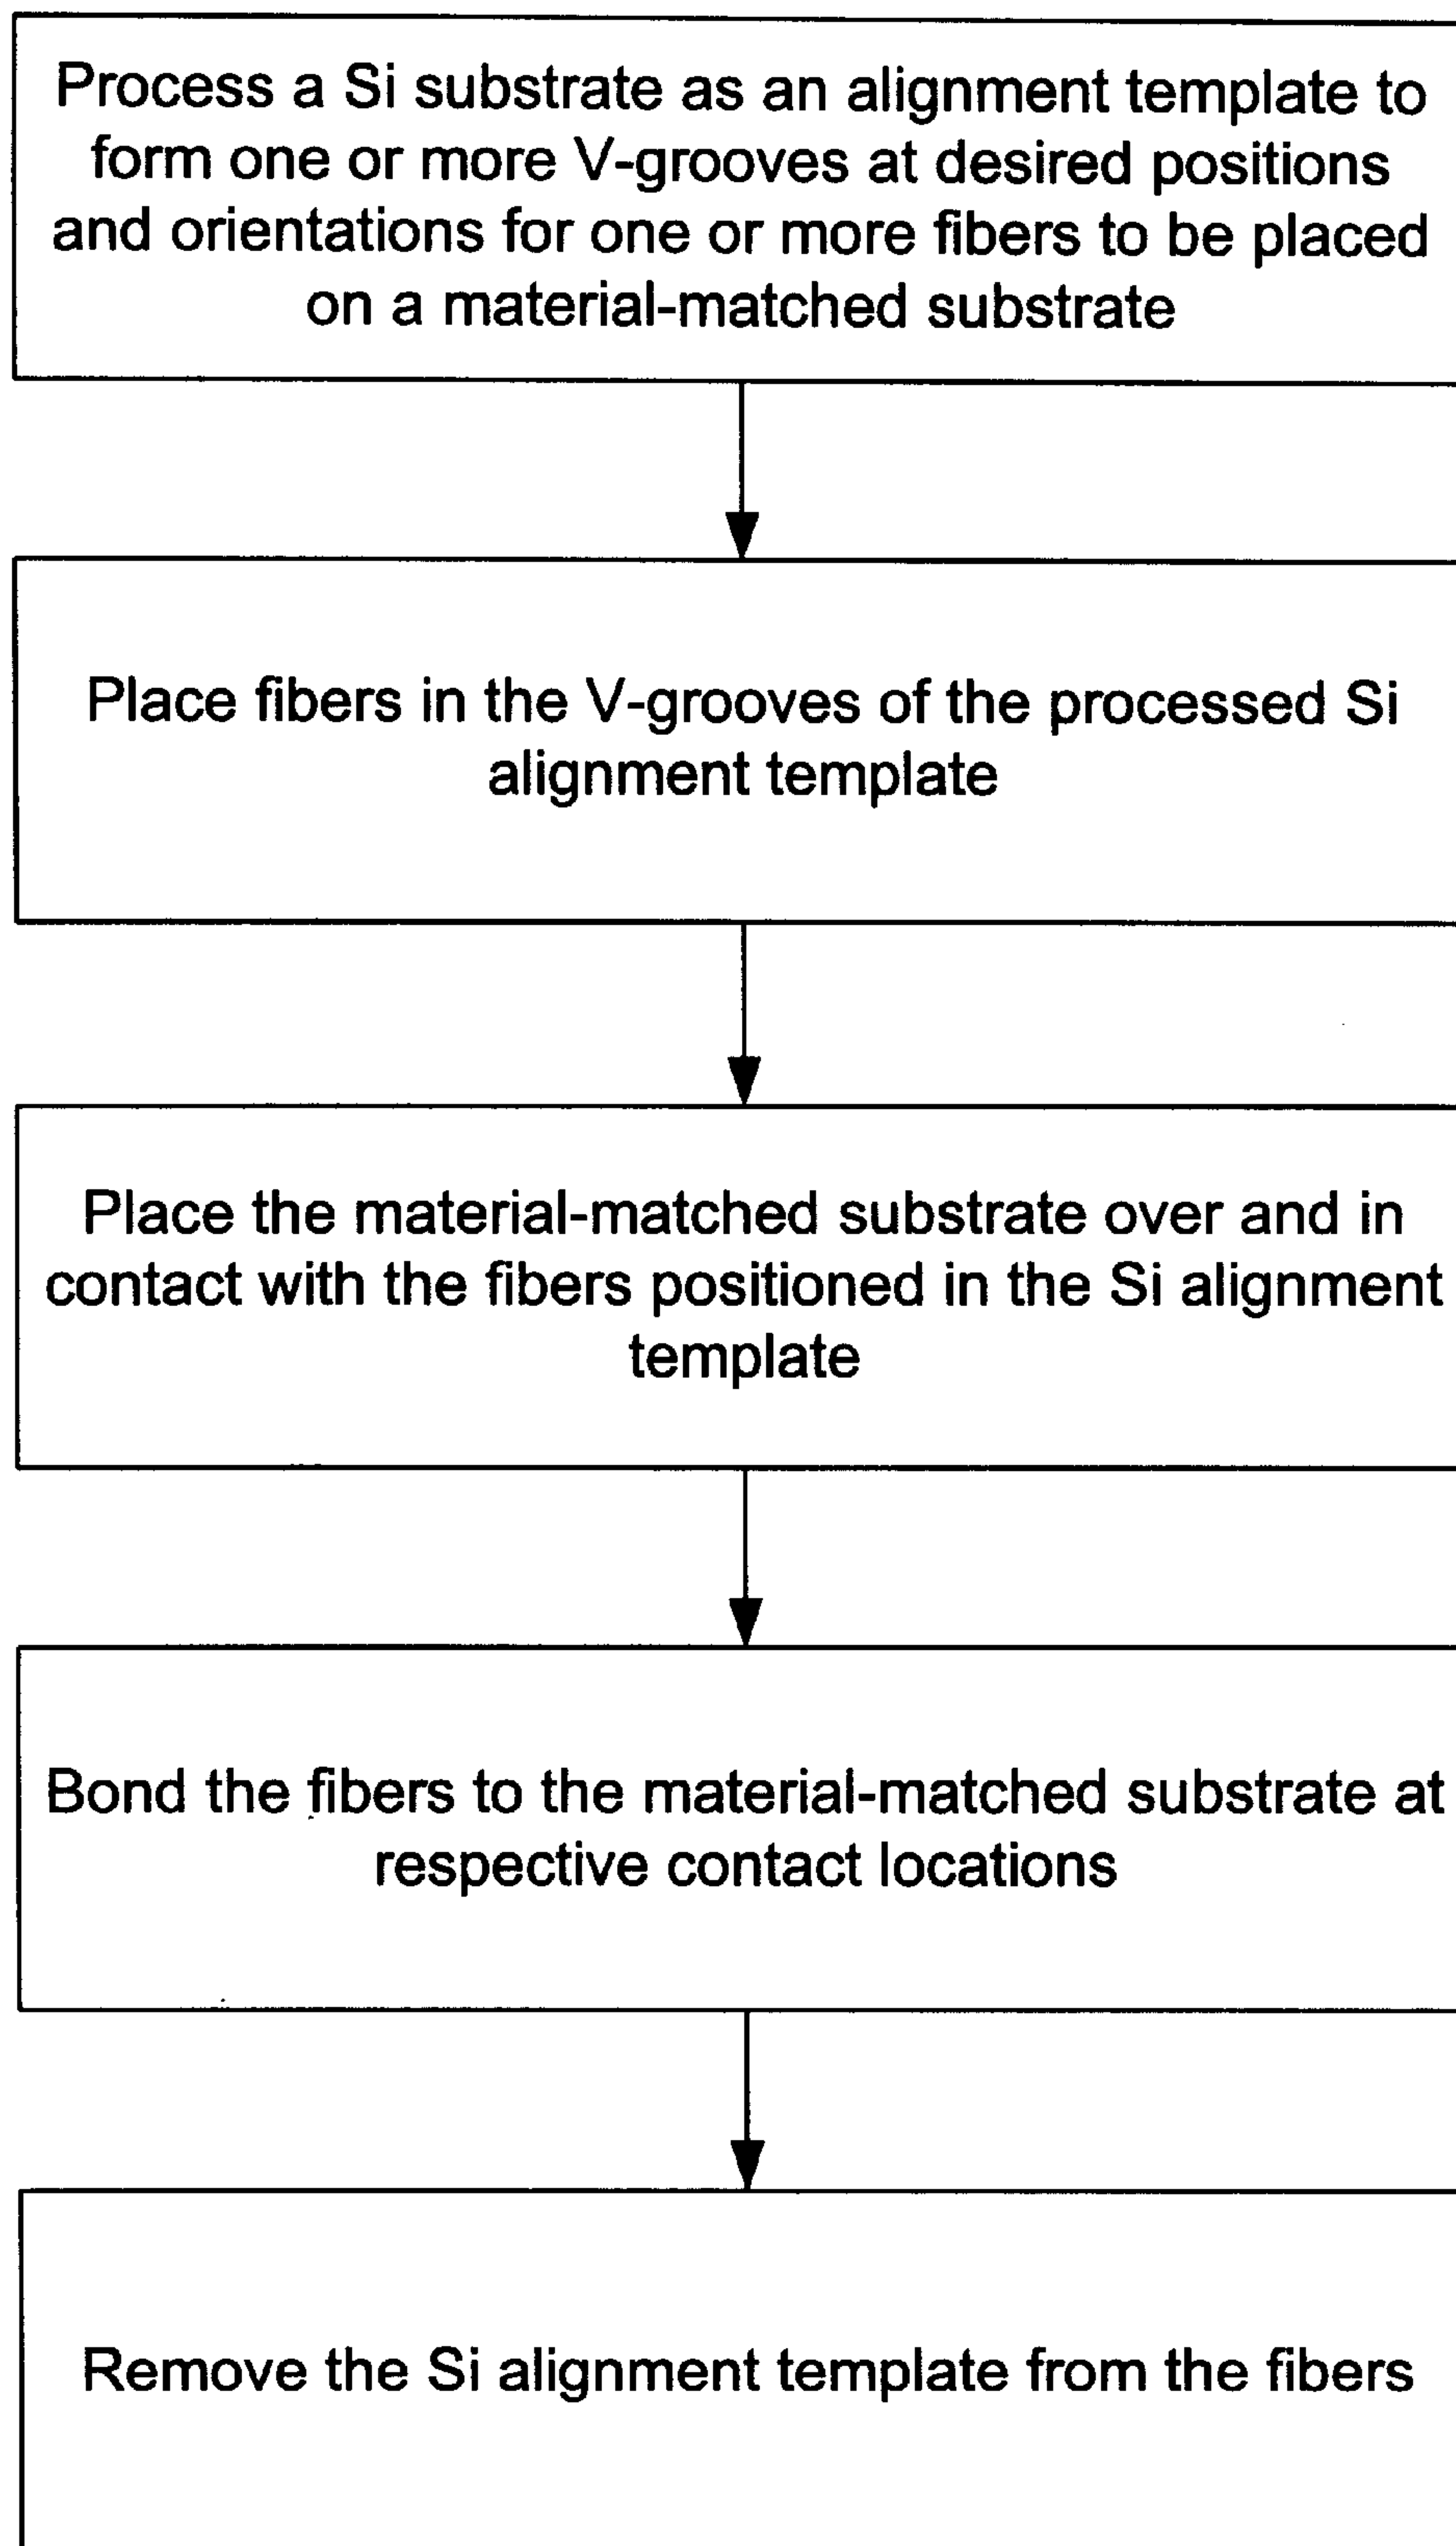 Process a Si substrate as an alignment template to
form one or more V-grooves at desired positions
and orientations for one or more fibers to be placed
on a material-matched substrate
Place fibers in the V-grooves of the processed Si
alignment template
Place the material-matched substrate over and in
contact with the fibers positioned in the Si alignment
template
Bond the fibers to the material-matched substrate at
respective contact locations
Remove the Si alignment template from the fibers